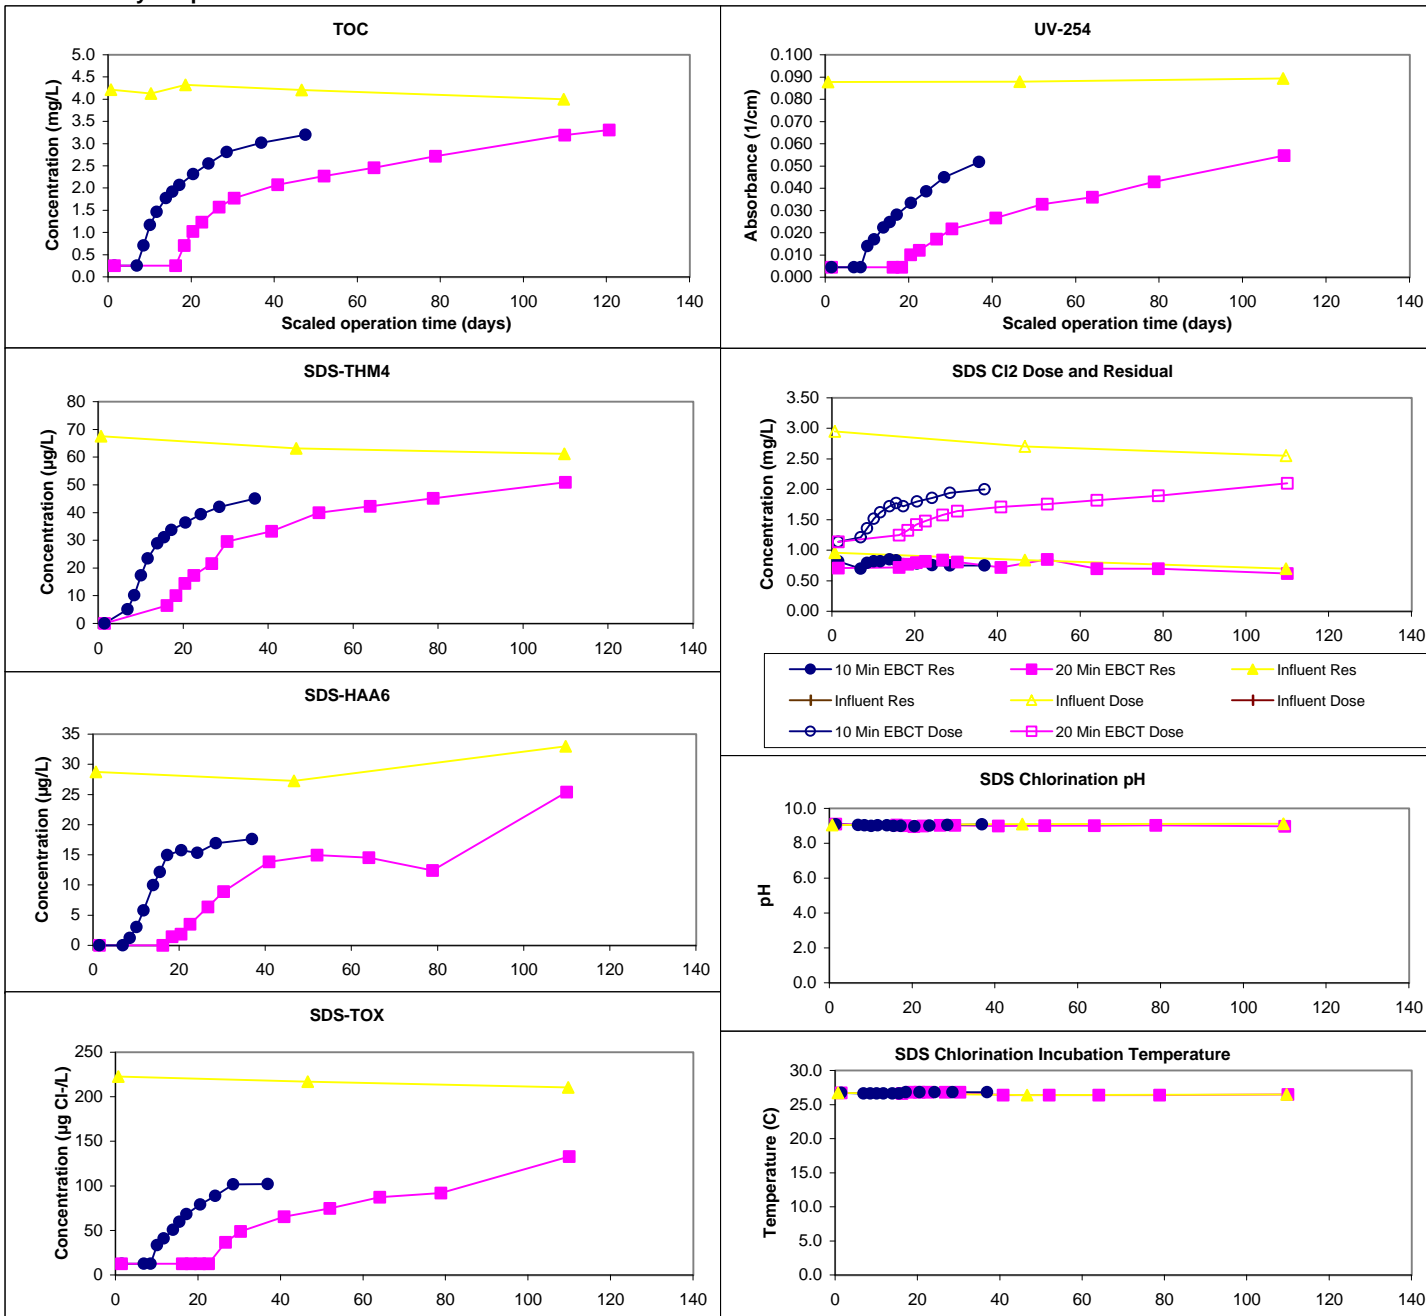 TOC
Concentration (mg/L)
5.0
4.5
4.0
3.5
3.0
2.5
2.0
1.5
1.0
0.5
0.0
0 20 40 60 80 100 120 140
Scaled operation time (days)
UV-254
Absorbance (1/cm)
0.100
0.090
0.080
0.070
0.060
0.050
0.040
0.030
0.020
0.010
0.000
0 20 40 60 80 100 120 140
Scaled operation time (days)
SDS-THM4
Concentration (µg/L)
80
70
60
50
40
30
20
10
0
0 20 40 60 80 100 120 140
SDS Cl2 Dose and Residual
Concentration (mg/L)
3.50
3.00
2.50
2.00
1.50
1.00
0.50
0.00
0 20 40 60 80 100 120 140
10 Min EBCT Res 20 Min EBCT Res Influent Res
Influent Res Influent Dose Influent Dose
10 Min EBCT Dose 20 Min EBCT Dose
SDS-HAA6
Concentration (µg/L)
35
30
25
20
15
10
5
0
0 20 40 60 80 100 120 140
SDS Chlorination pH
pH
10.0
8.0
6.0
4.0
2.0
0.0
0 20 40 60 80 100 120 140
SDS-TOX
Concentration (µg Cl-/L)
250
200
150
100
50
0
0 20 40 60 80 100 120 140
SDS Chlorination Incubation Temperature
Temperature (C)
30.0
25.0
20.0
15.0
10.0
5.0
0.0
0 20 40 60 80 100 120 140